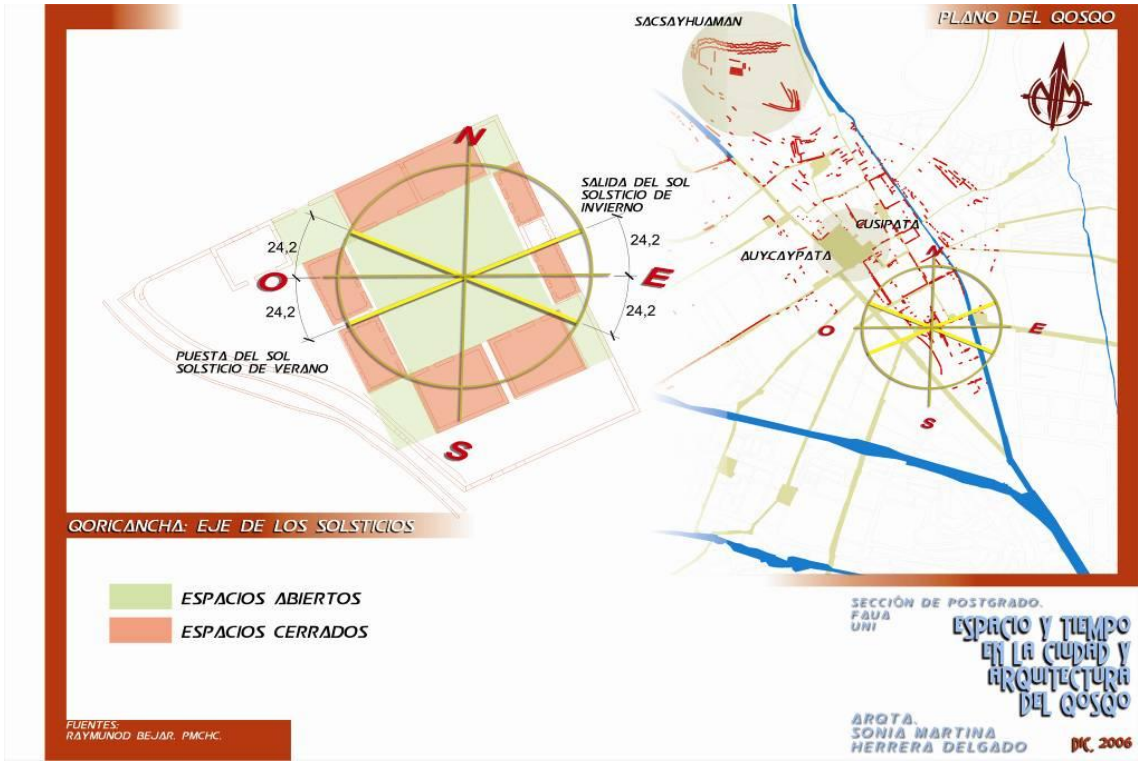 SACSAYHUAMAN
PLANO DEL QOSQO
NM
N
SALIDA DEL SOL
SOLSTICIO DE
INVIERNO
24,2
24,2
O
E
24,2
24,2
PUESTA DEL SOL
SOLSTICIO DE VERANO
S
CUSIPATA
AUYCAYPATA
N
O
E
S
QORICANCHA: EJE DE LOS SOLSTICIOS
ESPACIOS ABIERTOS
ESPACIOS CERRADOS
FUENTES:
RAYMUNOD BEJAR. PMCHC.
SECCIÓN DE POSTGRADO.
FAUA
UNI
ESPACIO Y TIEMPO
EN LA CIUDAD Y
ARQUITECTURA
DEL QOSQO
ARQTA.
SONIA MARTINA
HERRERA DELGADO
DIC, 2006